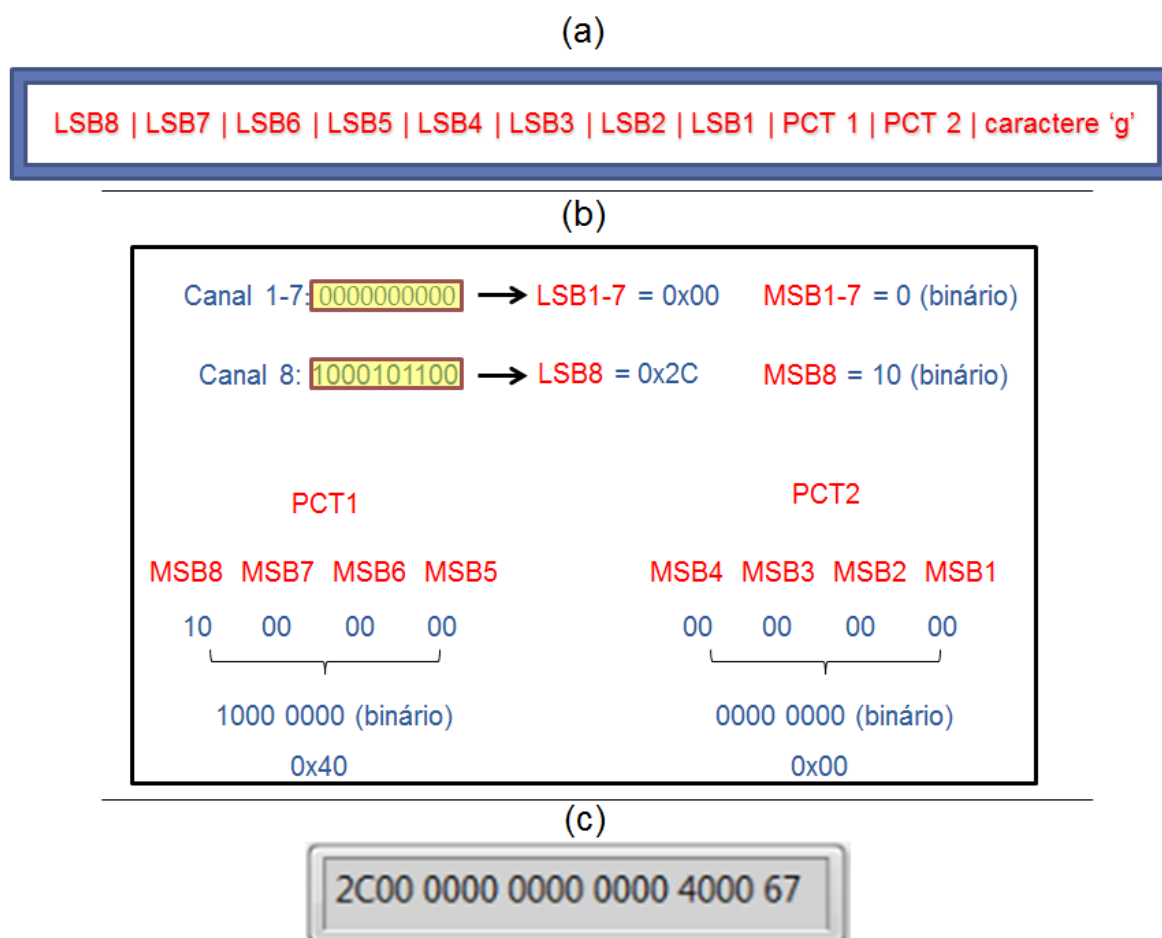 (a)
LSB8 | LSB7 | LSB6 | LSB5 | LSB4 | LSB3 | LSB2 | LSB1 | PCT 1 | PCT 2 | caractere ‘g’
(b)
Canal 1-7: 0000000000 → LSB1-7 = 0x00 MSB1-7 = 0 (binário)
Canal 8: 1000101100 → LSB8 = 0x2C MSB8 = 10 (binário)
PCT1 PCT2
MSB8 MSB7 MSB6 MSB5 MSB4 MSB3 MSB2 MSB1
10 00 00 00 00 00 00 00
1000 0000 (binário) 0000 0000 (binário)
0x40 0x00
(c)
2C00 0000 0000 0000 4000 67